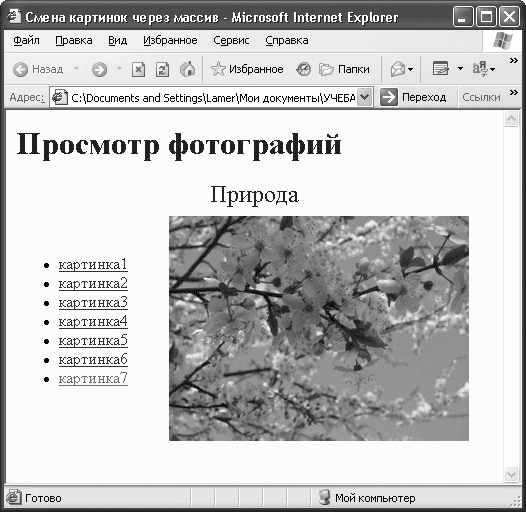 Смена картинок через массив - Microsoft Internet Explorer
Файл Правка Вид Избранное Сервис Справка
Назад Избранное Папки
Адрес: C:\Documents and Settings\Lamer\Мои документы\УЧЕБА Переход Ссылки
Просмотр фотографий
Природа
картинка1
картинка2
картинка3
картинка4
картинка5
картинка6
картинка7
Готово Мой компьютер